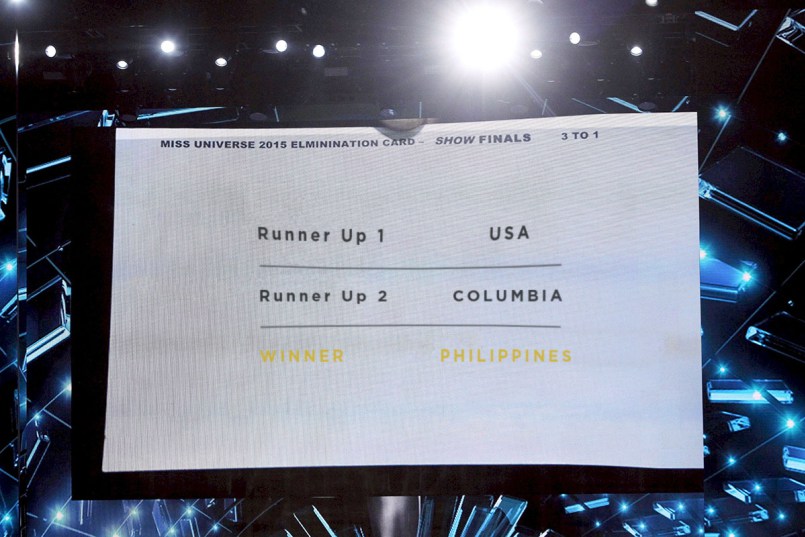 MISS UNIVERSE 2015 ELMININATION CARD – SHOW FINALS 3 TO 1
Runner Up 1 USA
Runner Up 2 COLUMBIA
WINNER PHILIPPINES